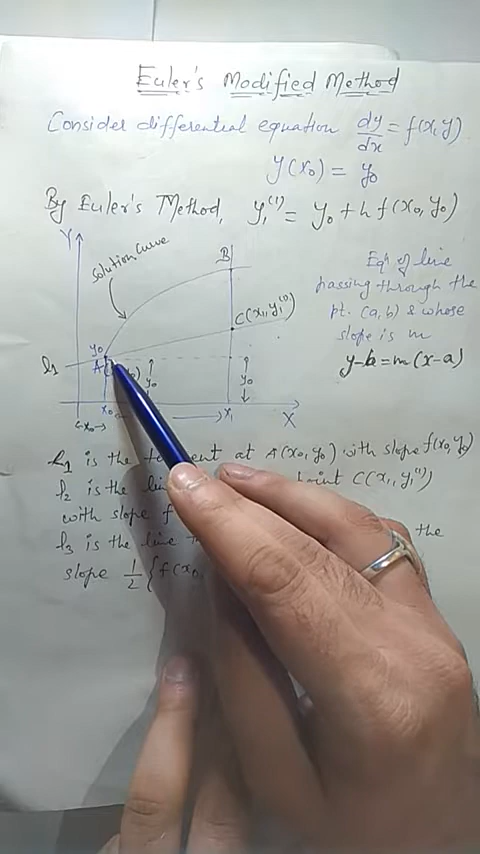 Euler's Modified Method
Consider differential equation dy/dx = f(x,y)
y(x₀) = y₀
By Euler's Method, y₁⁽¹⁾ = y₀ + h f(x₀, y₀)
Y
Solution Curve
B
C(x₁, y₁⁽¹⁾)
Eqⁿ of line
passing through the
pt. (a, b) & whose
slope is m
y-b = m(x-a)
y₀
l₁
A
y₀
y₀
x₀
x₁
X
x₀
l₁ is the at A(x₀, y₀) with slope f(x₀, y₀)
l₂ is the point C(x₁, y₁⁽¹⁾)
with slope f
l₃ is the line the
slope 1/2 {f(x₀,